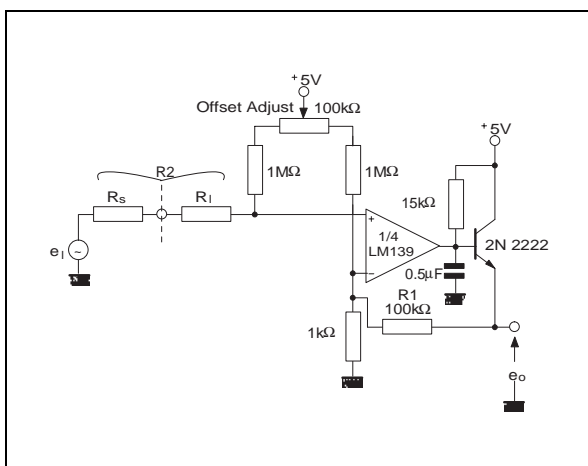 +5V
Offset Adjust 100kΩ
+5V
R2
1MΩ
1MΩ
Rs
Rl
15kΩ
+
1/4
LM139
2N 2222
eI
−
0.5µF
R1
100kΩ
1kΩ
eo